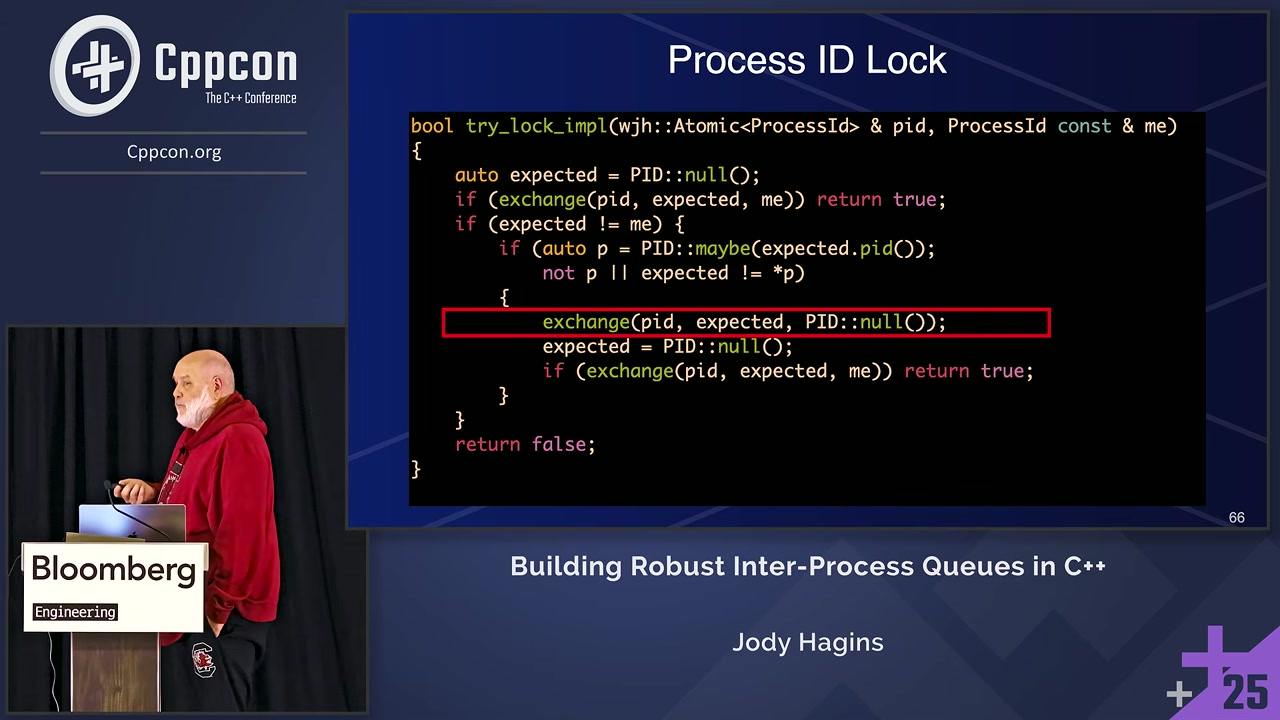 Cppcon
The C++ Conference
Cppcon.org
Process ID Lock
bool try_lock_impl(wjh::Atomic<ProcessId> & pid, ProcessId const & me)
{
    auto expected = PID::null();
    if (exchange(pid, expected, me)) return true;
    if (expected != me) {
        if (auto p = PID::maybe(expected.pid());
            not p || expected != *p)
        {
            exchange(pid, expected, PID::null());
            expected = PID::null();
            if (exchange(pid, expected, me)) return true;
        }
    }
    return false;
}
66
Bloomberg
Engineering
Building Robust Inter-Process Queues in C++
Jody Hagins
+ 25